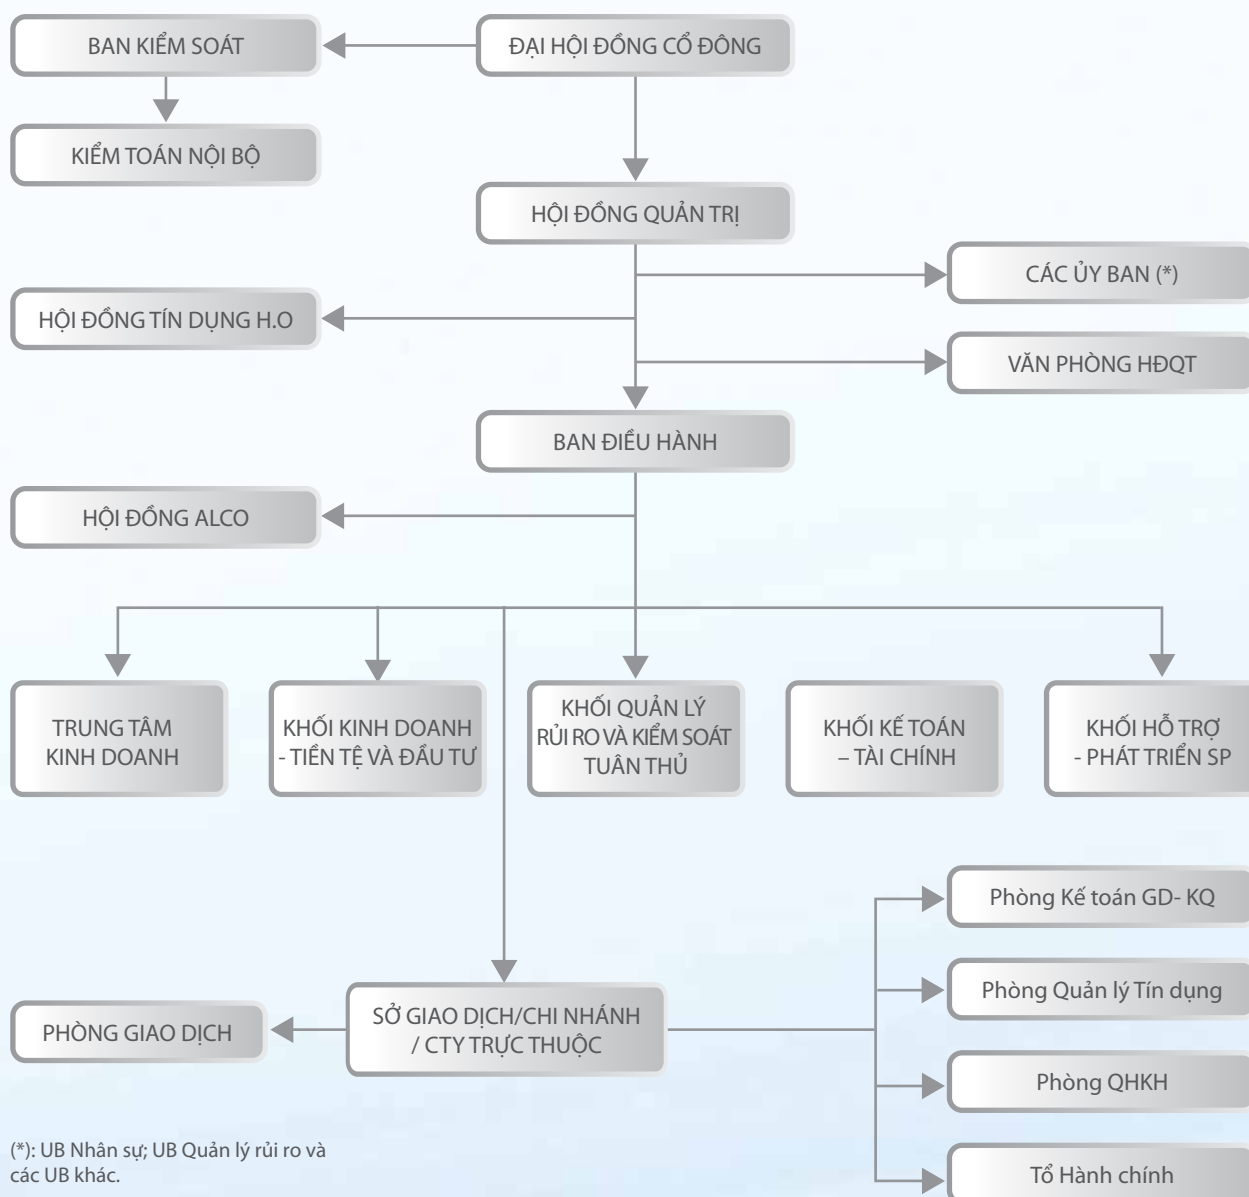 BAN KIỂM SOÁT
ĐẠI HỘI ĐỒNG CỔ ĐÔNG
KIỂM TOÁN NỘI BỘ
HỘI ĐỒNG QUẢN TRỊ
CÁC ỦY BAN (*)
HỘI ĐỒNG TÍN DỤNG H.O
VĂN PHÒNG HĐQT
BAN ĐIỀU HÀNH
HỘI ĐỒNG ALCO
TRUNG TÂM
KINH DOANH
KHỐI KINH DOANH
- TIỀN TỆ VÀ ĐẦU TƯ
KHỐI QUẢN LÝ
RỦI RO VÀ KIỂM SOÁT
TUÂN THỦ
KHỐI KẾ TOÁN
– TÀI CHÍNH
KHỐI HỖ TRỢ
- PHÁT TRIỂN SP
Phòng Kế toán GD- KQ
Phòng Quản lý Tín dụng
PHÒNG GIAO DỊCH
SỞ GIAO DỊCH/CHI NHÁNH
/ CTY TRỰC THUỘC
Phòng QHKH
Tổ Hành chính
(*): UB Nhân sự; UB Quản lý rủi ro và
các UB khác.